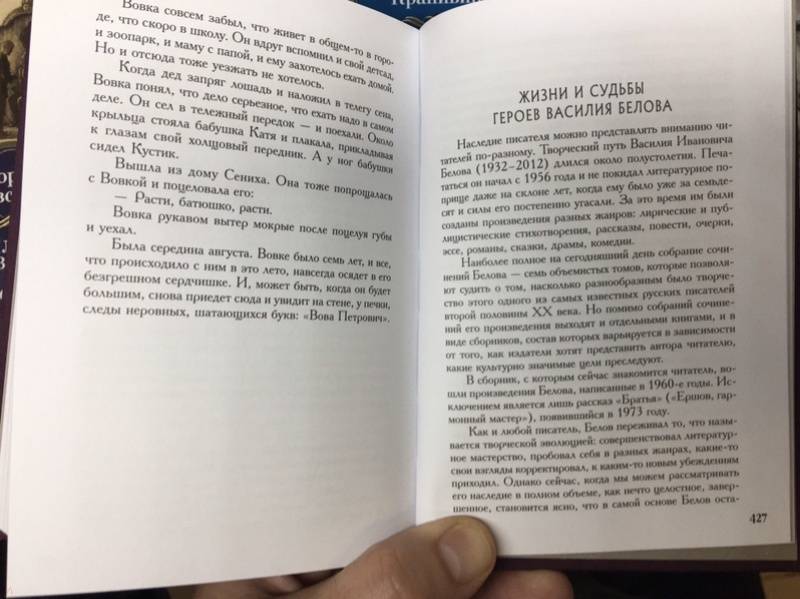 Вовка совсем забыл, что живет в общем-то в горо-
де, что скоро в школу. Он вдруг вспомнил и свой детсад,
и зоопарк, и маму с папой, и ему захотелось ехать домой.
Но и отсюда тоже уезжать не хотелось.
Когда дед запряг лошадь и наложил в телегу сена,
Вовка понял, что дело серьезное, что ехать надо в самом
деле. Он сел в тележный передок — и поехали. Около
крыльца стояла бабушка Катя и плакала, прикладывая
к глазам свой холщовый передник. А у ног бабушки
сидел Кустик.
Вышла из дому Сениха. Она тоже попрощалась
с Вовкой и поцеловала его:
— Расти, батюшко, расти.
Вовка рукавом вытер мокрые после поцелуя губы
и уехал.
Была середина августа. Вовке было семь лет, и все,
что происходило с ним в это лето, навсегда осядет в его
безгрешном сердчишке. И, может быть, когда он будет
большим, снова приедет сюда и увидит на стене, у печки,
следы неровных, шатающихся букв: «Вова Петрович».
ЖИЗНИ И СУДЬБЫ
ГЕРОЕВ ВАСИЛИЯ БЕЛОВА
Наследие писателя можно представлять вниманию чи-
тателей по-разному. Творческий путь Василия Ивановича
Белова (1932–2012) длился около полустолетия. Печа-
таться он начал с 1956 года и не покидал литературное по-
прище даже на склоне лет, когда ему было уже за семьде-
сят и силы его постепенно угасали. За это время им были
созданы произведения разных жанров: лирические и пуб-
лицистические стихотворения, рассказы, повести, очерки,
эссе, романы, сказки, драмы, комедии.
Наиболее полное на сегодняшний день собрание сочи-
нений Белова — семь объемистых томов, которые позволя-
ют судить о том, насколько разнообразным было творче-
ство этого одного из самых известных русских писателей
второй половины XX века. Но помимо собраний сочине-
ний его произведения выходят и отдельными книгами, и в
виде сборников, состав которых варьируется в зависимости
от того, как издатели хотят представить автора читателю,
какие культурно значимые цели преследуют.
В сборник, с которым сейчас знакомится читатель, во-
шли произведения Белова, написанные в 1960-е годы. Ис-
ключением является лишь рассказ «Братья» («Ершов, гар-
монный мастер»), появившийся в 1973 году.
Как и любой писатель, Белов переживал то, что назы-
вается творческой эволюцией: совершенствовал литератур-
ное мастерство, пробовал себя в разных жанрах, какие-то
свои взгляды корректировал, к каким-то новым убеждениям
приходил. Однако сейчас, когда мы можем рассматривать
его наследие в полном объеме, как нечто целостное, завер-
шенное, становится ясно, что в самой основе Белов оста-
427